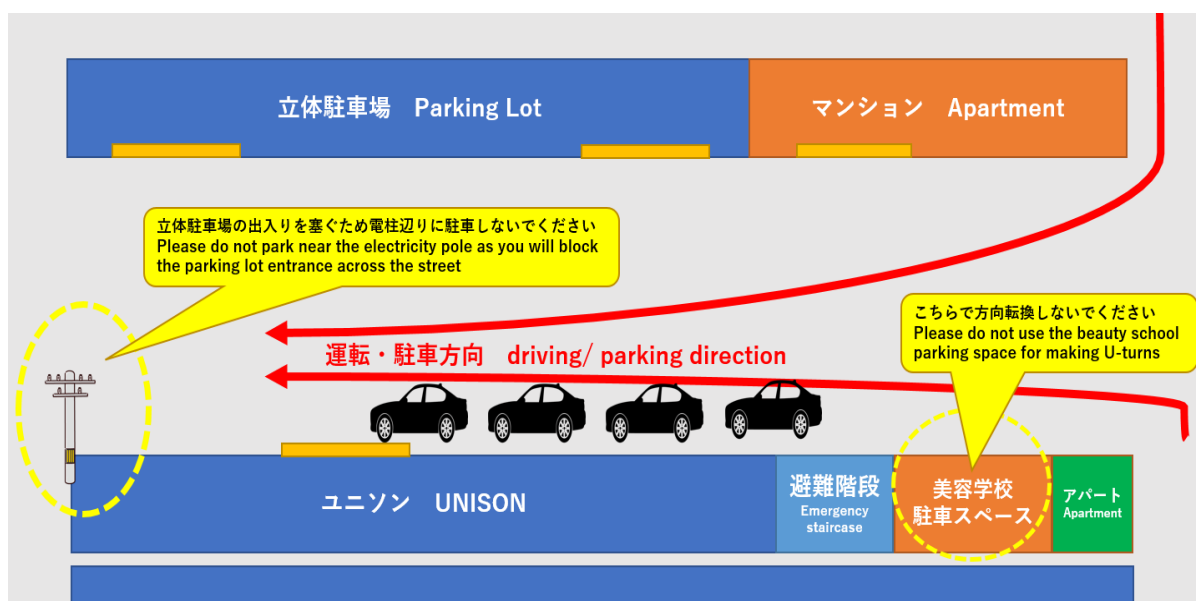 立体駐車場　Parking Lot
マンション　Apartment
立体駐車場の出入りを塞ぐため電柱辺りに駐車しないでください
Please do not park near the electricity pole as you will block
the parking lot entrance across the street
こちらで方向転換しないでください
Please do not use the beauty school
parking space for making U-turns
運転・駐車方向　driving/ parking direction
ユニソン　UNISON
避難階段
Emergency
staircase
美容学校
駐車スペース
アパート
Apartment